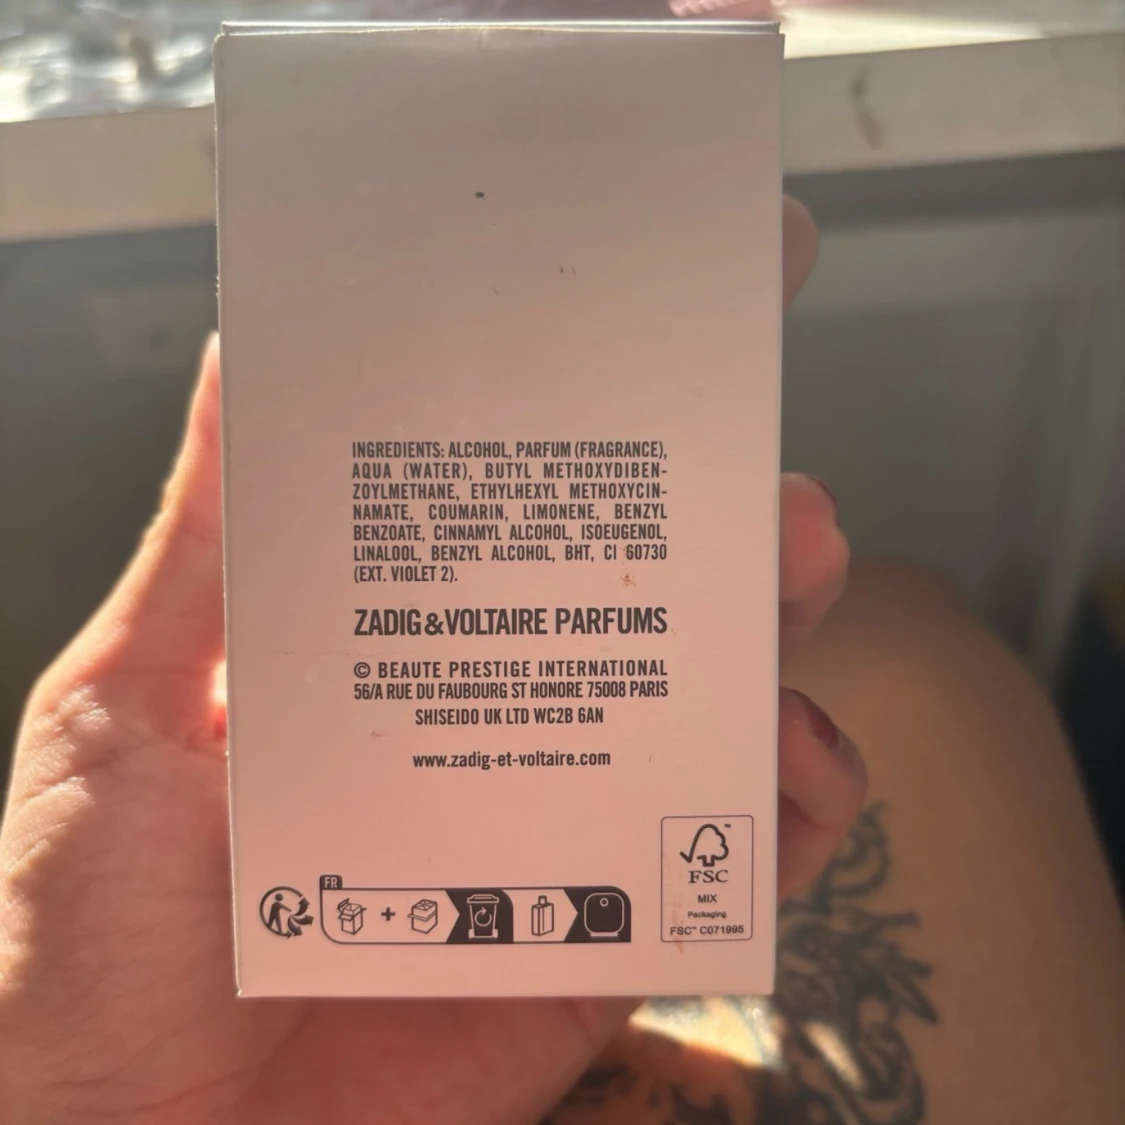 INGREDIENTS: ALCOHOL, PARFUM (FRAGRANCE),
AQUA (WATER), BUTYL METHOXYDIBEN-
ZOYLMETHANE, ETHYLHEXYL METHOXYCIN-
NAMATE, COUMARIN, LIMONENE, BENZYL
BENZOATE, CINNAMYL ALCOHOL, ISOEUGENOL,
LINALOOL, BENZYL ALCOHOL, BHT, CI 60730
(EXT. VIOLET 2).
ZADIG&VOLTAIRE PARFUMS
© BEAUTE PRESTIGE INTERNATIONAL
56/A RUE DU FAUBOURG ST HONORE 75008 PARIS
SHISEIDO UK LTD WC2B 6AN
www.zadig-et-voltaire.com
FR
+
FSC
MIX
Packaging
FSC™ C071995